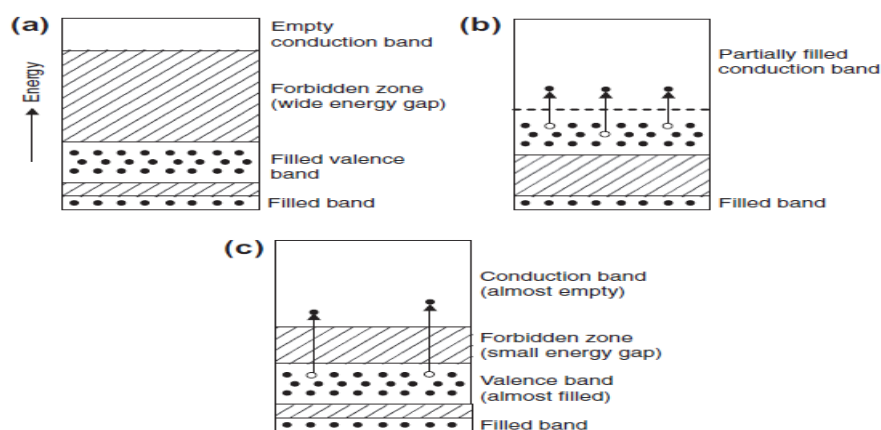 (a)
Energy
Empty
conduction band
Forbidden zone
(wide energy gap)
Filled valence
band
Filled band
(b)
Partially filled
conduction band
Filled band
(c)
Conduction band
(almost empty)
Forbidden zone
(small energy gap)
Valence band
(almost filled)
Filled band